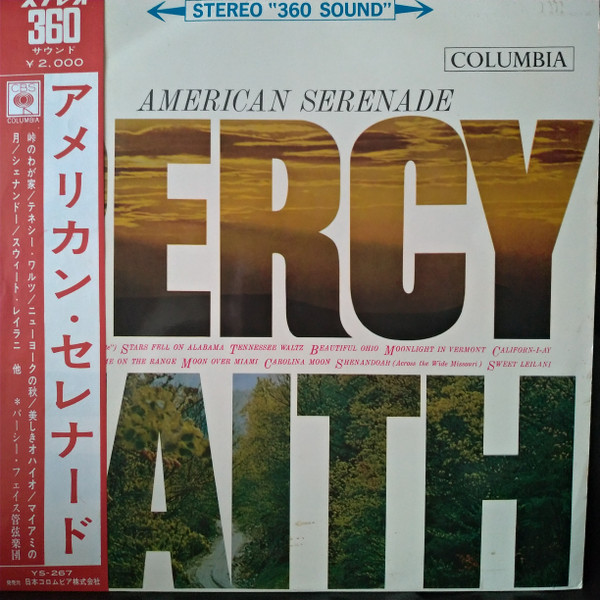 ステレオ
360
サウンド
¥2,000
CBS
COLUMBIA
アメリカン・セレナード
峠のわが家/テネシー・ワルツ/ニューヨークの秋/美しきオハイオ/マイアミの
月/シェナンドー/スウィート・レイラニ 他 *パーシー・フェイス管弦楽団
YS-267
発売元 日本コロムビア株式会社
STEREO "360 SOUND"
COLUMBIA
AMERICAN SERENADE
ERCY
STARS FELL ON ALABAMA TENNESSEE WALTZ BEAUTIFUL OHIO MOONLIGHT IN VERMONT CALIFORN-I-AY
ON THE RANGE MOON OVER MIAMI CAROLINA MOON SHENANDOAH (Across the Wide Missouri) SWEET LEILANI
AITH